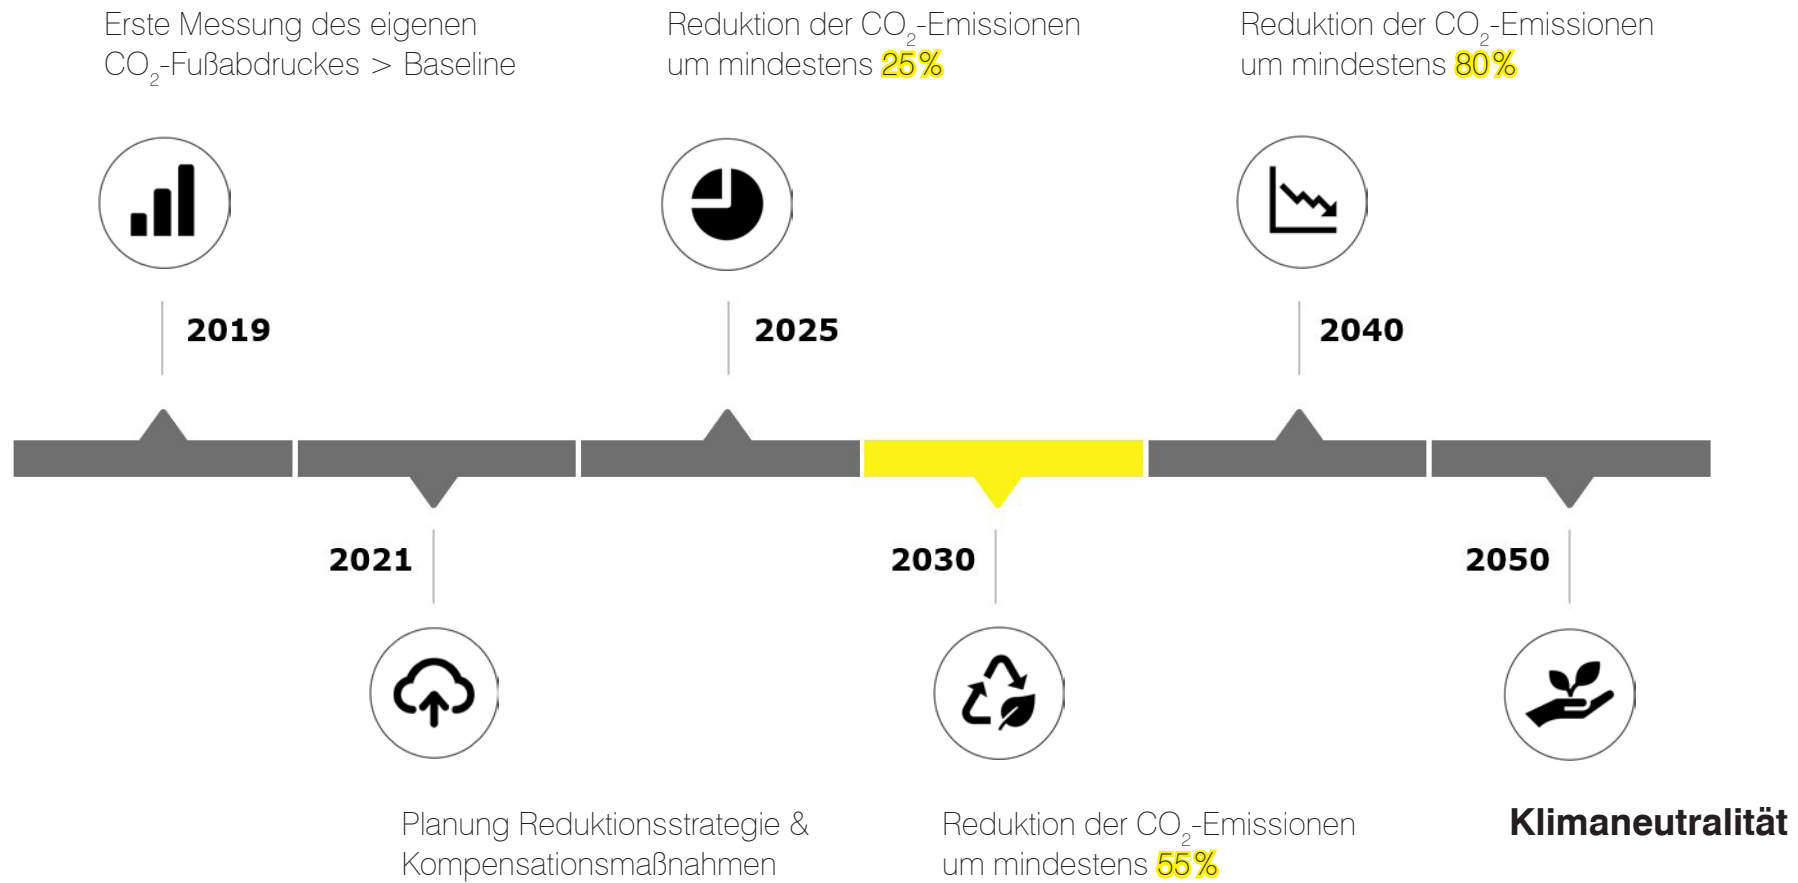 Erste Messung des eigenen
CO₂-Fußabdruckes > Baseline
2019
Reduktion der CO₂-Emissionen
um mindestens 25%
2025
Reduktion der CO₂-Emissionen
um mindestens 80%
2040
2021
Planung Reduktionsstrategie &
Kompensationsmaßnahmen
2030
Reduktion der CO₂-Emissionen
um mindestens 55%
2050
Klimaneutralität